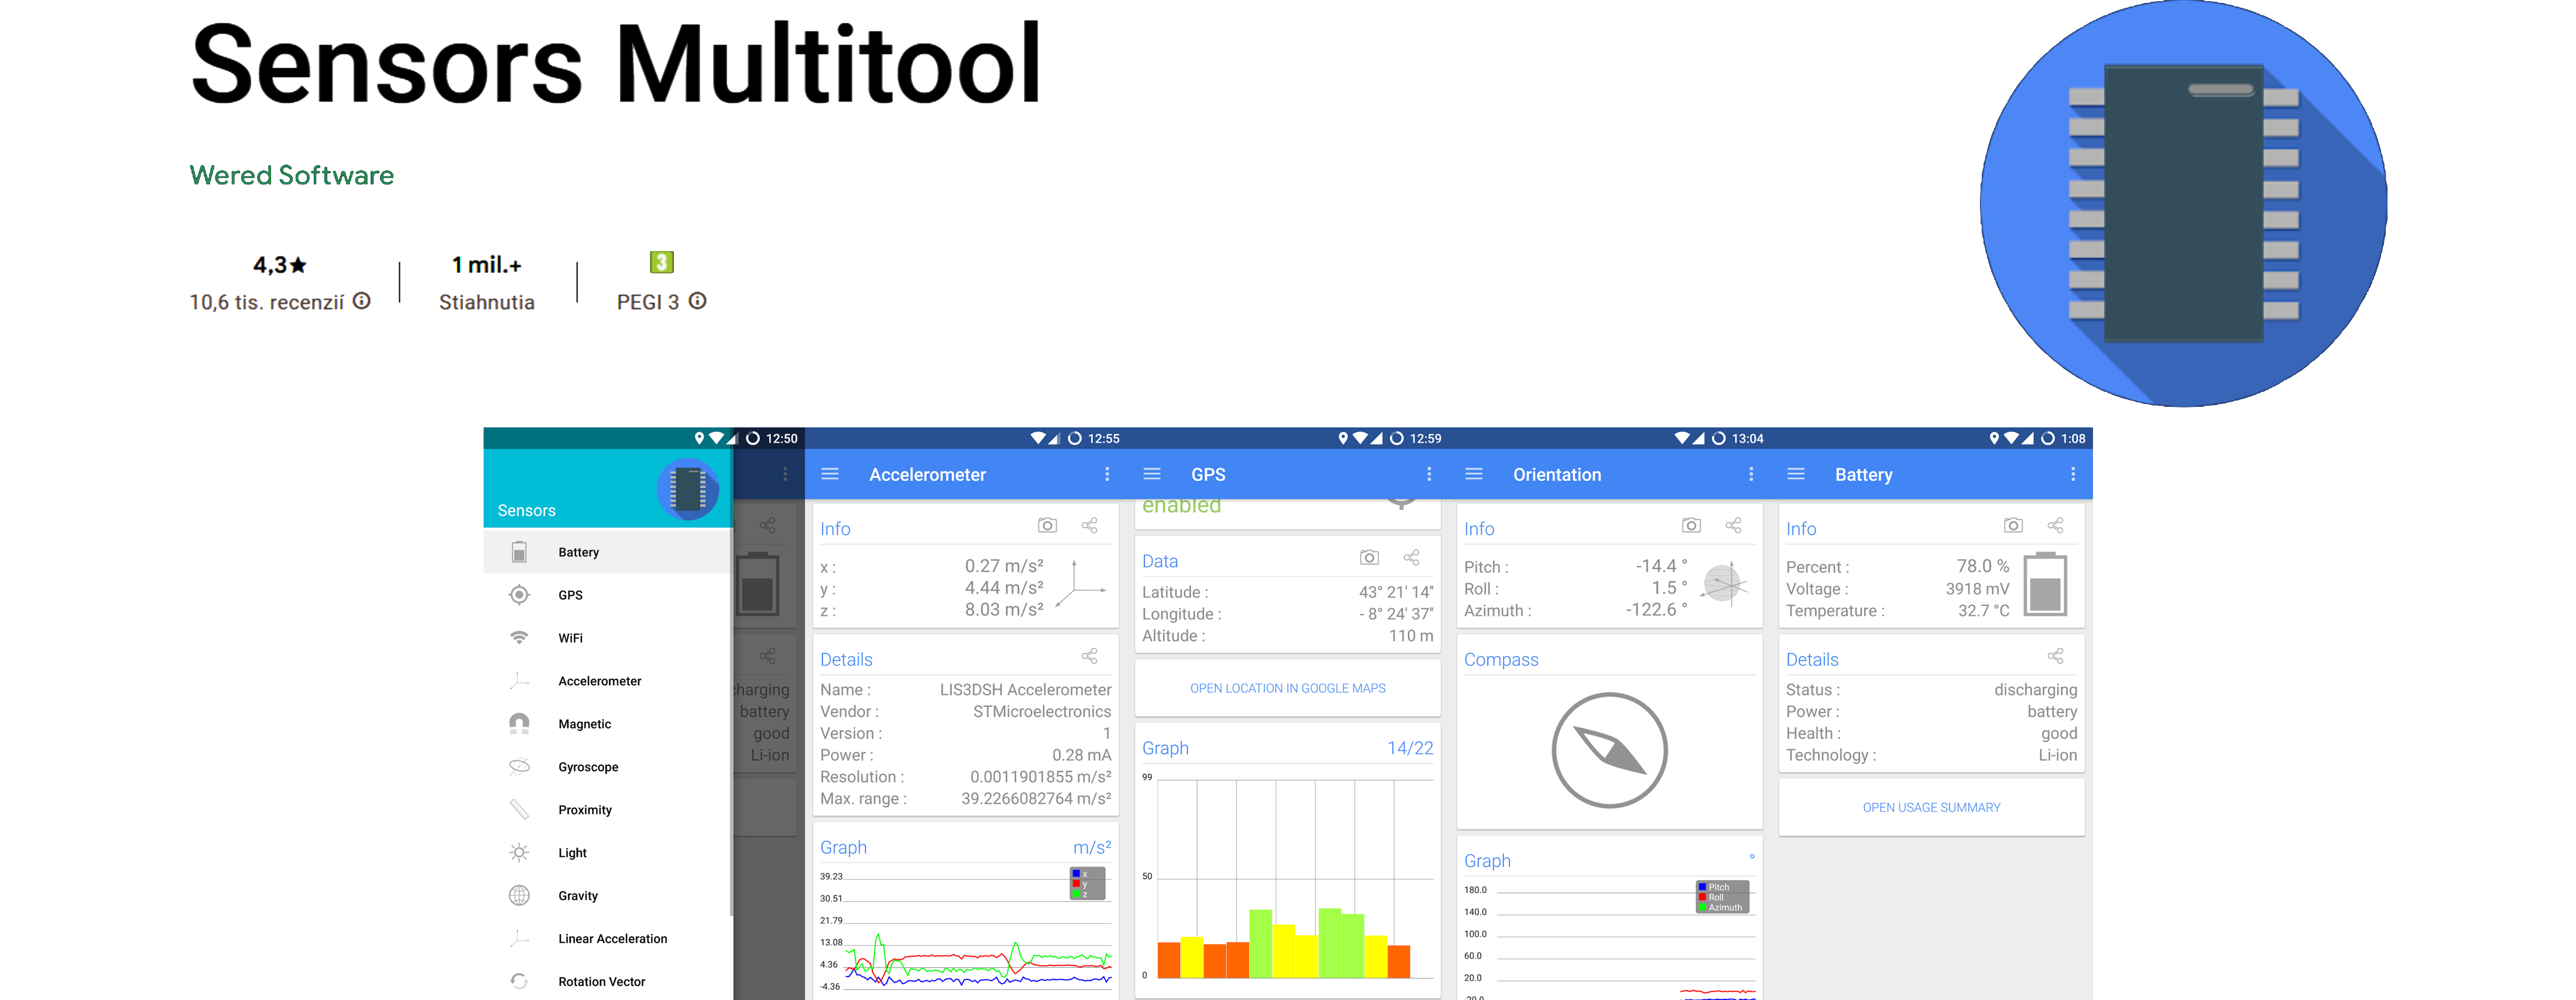 Sensors Multitool
Wered Software
4,3★ 1 mil.+ 3
10,6 tis. recenzií Stiahnutia PEGI 3
12:50
Sensors
Battery
GPS
WiFi
Accelerometer
Magnetic
Gyroscope
Proximity
Light
Gravity
Linear Acceleration
Rotation Vector
charging
battery
good
Li-ion
12:55
Accelerometer
Info
x : 0.27 m/s²
y : 4.44 m/s²
z : 8.03 m/s²
Details
Name : LIS3DSH Accelerometer
Vendor : STMicroelectronics
Version : 1
Power : 0.28 mA
Resolution : 0.0011901855 m/s²
Max. range : 39.2266082764 m/s²
Graph m/s²
x
y
z
39.23
30.51
21.79
13.08
4.36
-4.36
12:59
GPS
enabled
Data
Latitude : 43° 21' 14"
Longitude : - 8° 24' 37"
Altitude : 110 m
OPEN LOCATION IN GOOGLE MAPS
Graph 14/22
99
50
0
13:04
Orientation
Info
Pitch : -14.4 °
Roll : 1.5 °
Azimuth : -122.6 °
Compass
Graph °
Pitch
Roll
Azimuth
180.0
140.0
100.0
60.0
20.0
-20.0
1:08
Battery
Info
Percent : 78.0 %
Voltage : 3918 mV
Temperature : 32.7 °C
Details
Status : discharging
Power : battery
Health : good
Technology : Li-ion
OPEN USAGE SUMMARY